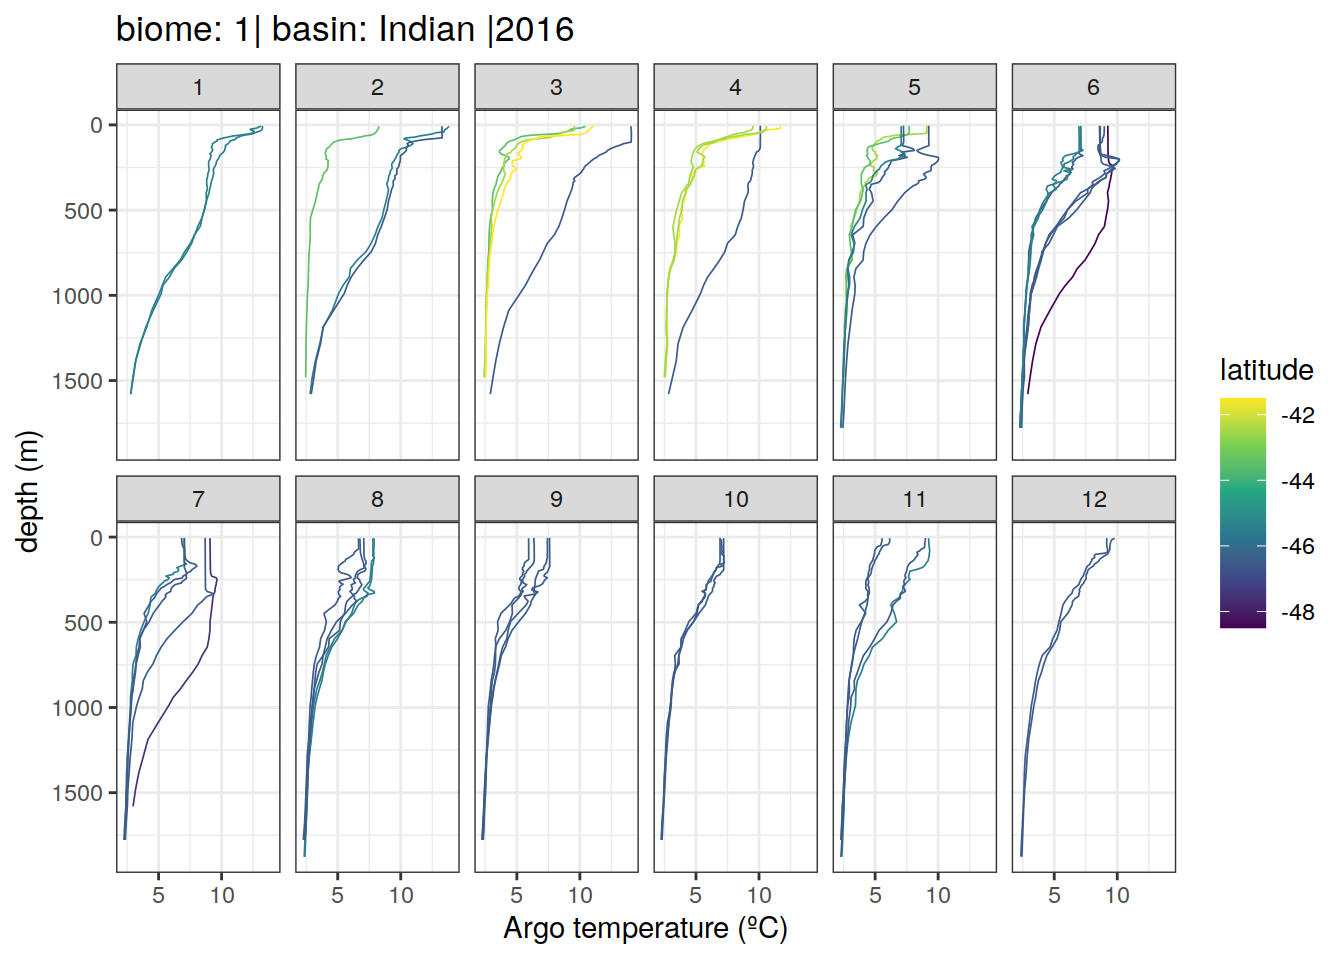 biome: 1| basin: Indian |2016
1 2 3 4 5 6
0
500
1000
1500
7 8 9 10 11 12
0
500
1000
1500
5 10 5 10 5 10 5 10 5 10 5 10
Argo temperature (ºC)
depth (m)
latitude
-42
-44
-46
-48